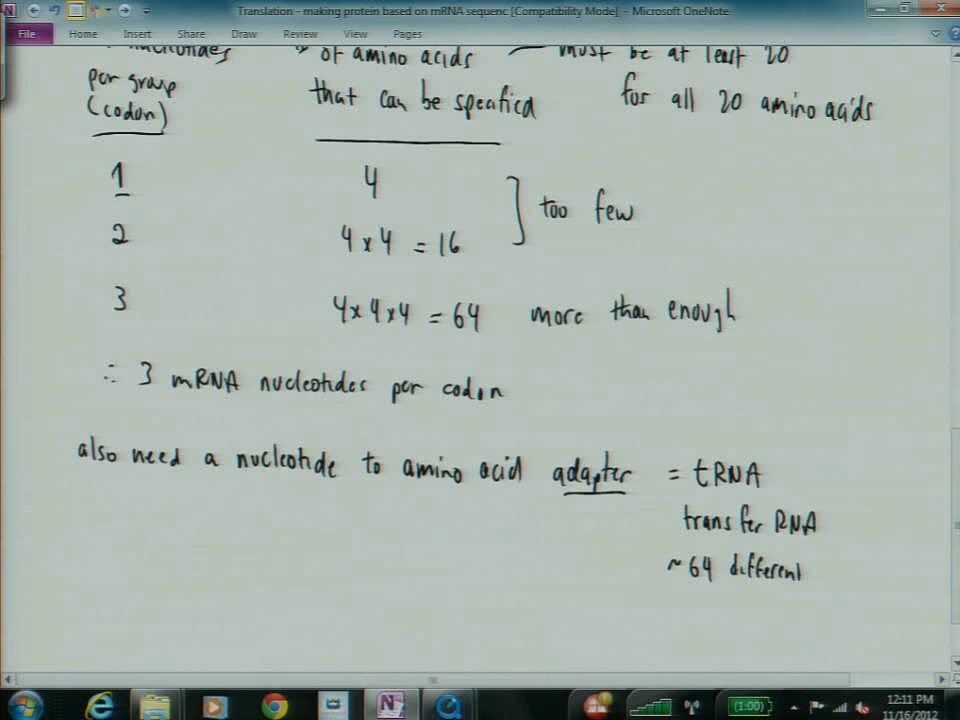 Translation - making protein based on mRNA sequenc [Compatibility Mode] - Microsoft OneNote
File Home Insert Share Draw Review View Pages
nucleotides of amino acids — must be at least 20
per group that can be specified for all 20 amino acids
(codon)
1 4
too few
2 4 x 4 = 16
3 4 x 4 x 4 = 64 more than enough
∴ 3 mRNA nucleotides per codon
also need a nucleotide to amino acid adapter = tRNA
transfer RNA
~ 64 different
(1:00)
12:11 PM
11/16/2012